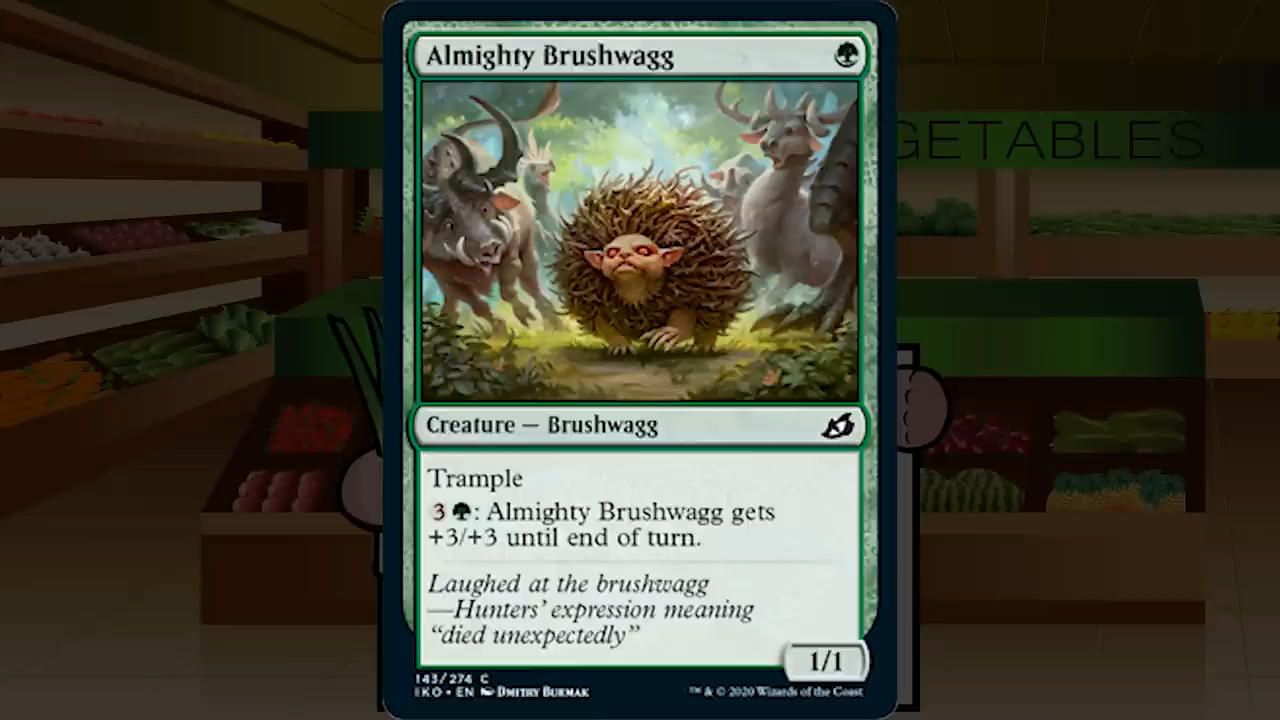 Almighty Brushwagg
GETABLES
Creature — Brushwagg
Trample
3 : Almighty Brushwagg gets
+3/+3 until end of turn.
Laughed at the brushwagg
—Hunters' expression meaning
"died unexpectedly"
1/1
143/274 C
IKO • EN Dmitry Burmak
™ & © 2020 Wizards of the Coast